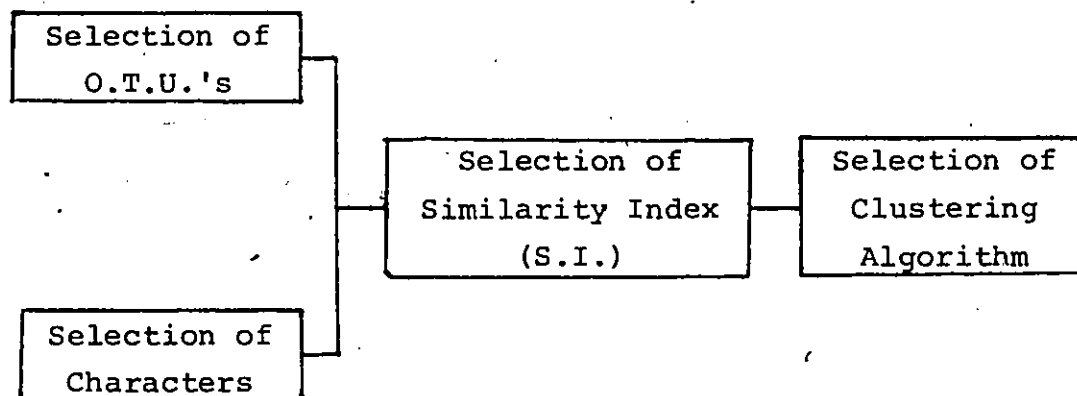 Selection of
O.T.U.'s
Selection of
Similarity Index
(S.I.)
Selection of
Clustering
Algorithm
Selection of
Characters